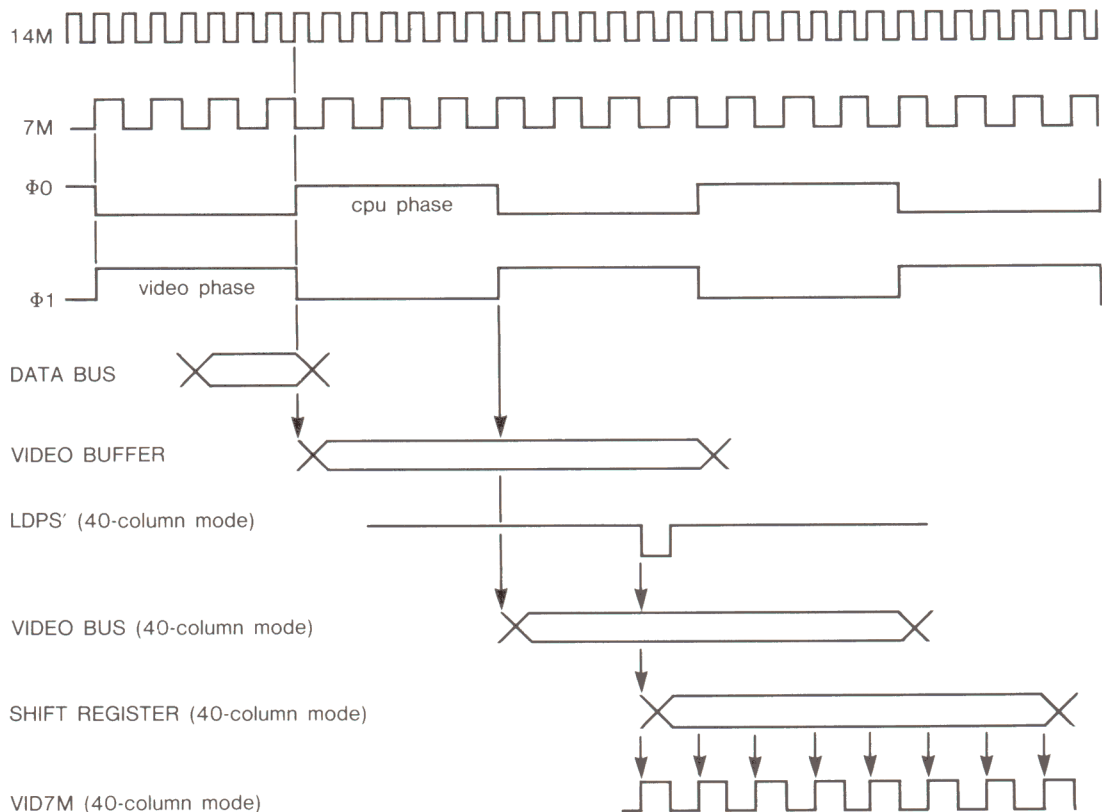 14M
7M
Φ0
cpu phase
video phase
Φ1
DATA BUS
VIDEO BUFFER
LDPS′ (40-column mode)
VIDEO BUS (40-column mode)
SHIFT REGISTER (40-column mode)
VID7M (40-column mode)